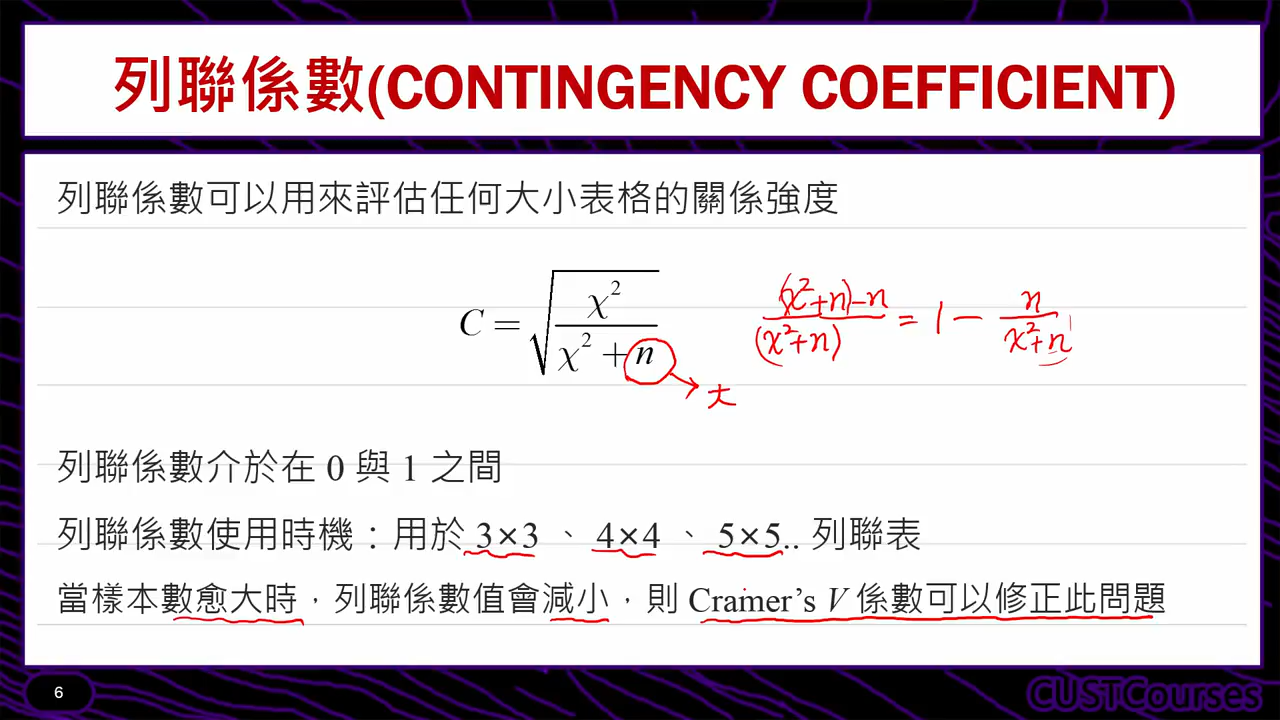 列聯係數(CONTINGENCY COEFFICIENT)
列聯係數可以用來評估任何大小表格的關係強度
C = √(χ² / (χ² + n))
((χ²+n)-n) / (χ²+n) = 1 - n / (χ²+n)
大
列聯係數介於在 0 與 1 之間
列聯係數使用時機：用於 3×3 、 4×4 、 5×5.. 列聯表
當樣本數愈大時，列聯係數值會減小，則 Cramer’s V 係數可以修正此問題
6
CUSTCourses